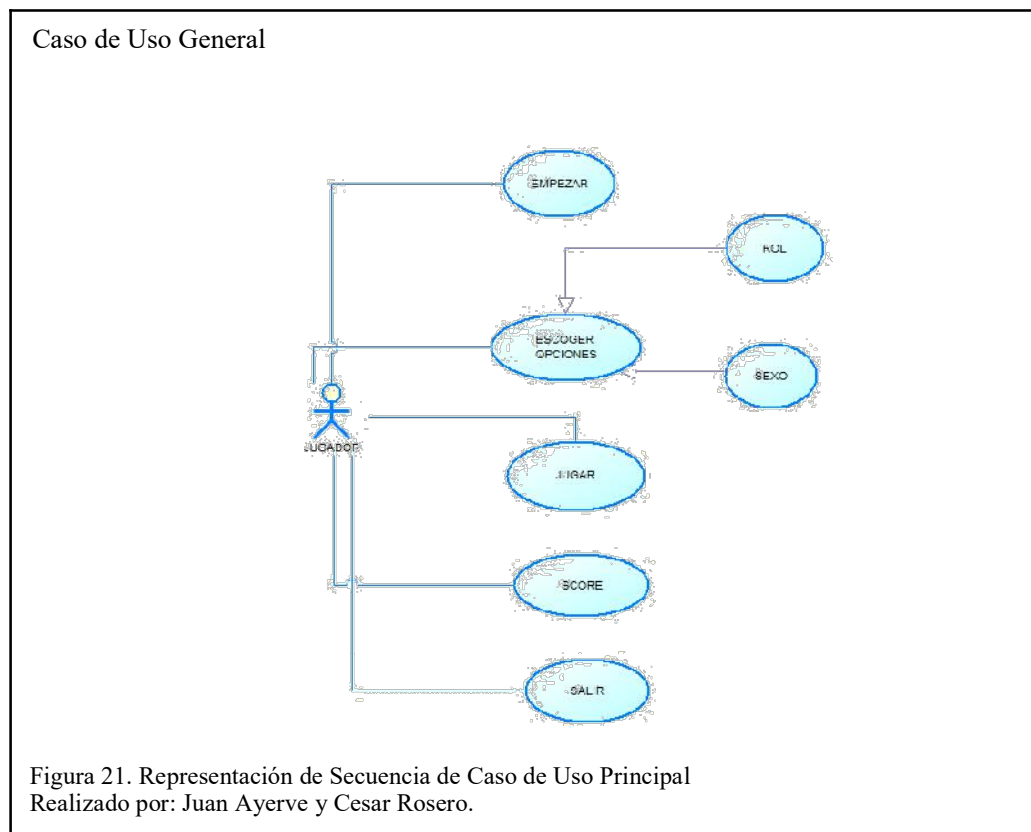 Caso de Uso General
EMPEZAR
ROL
ESCOGER
OPCIONES
SEXO
JUGADOR
JUGAR
SCORE
SALIR
Figura 21. Representación de Secuencia de Caso de Uso Principal
Realizado por: Juan Ayerve y Cesar Rosero.